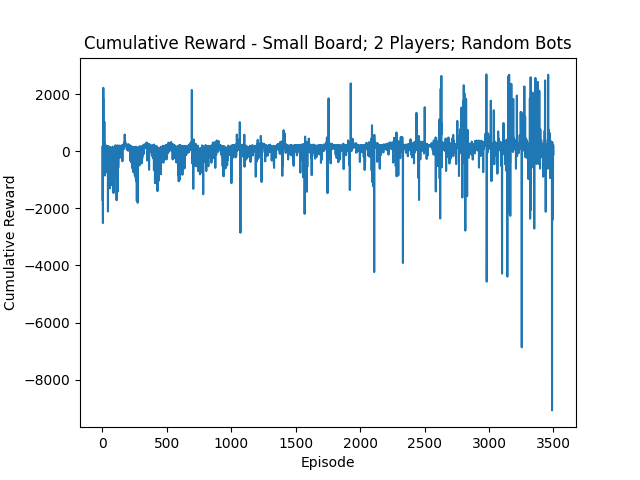 Cumulative Reward - Small Board; 2 Players; Random Bots
2000
0
−2000
−4000
−6000
−8000
Cumulative Reward
0 500 1000 1500 2000 2500 3000 3500
Episode